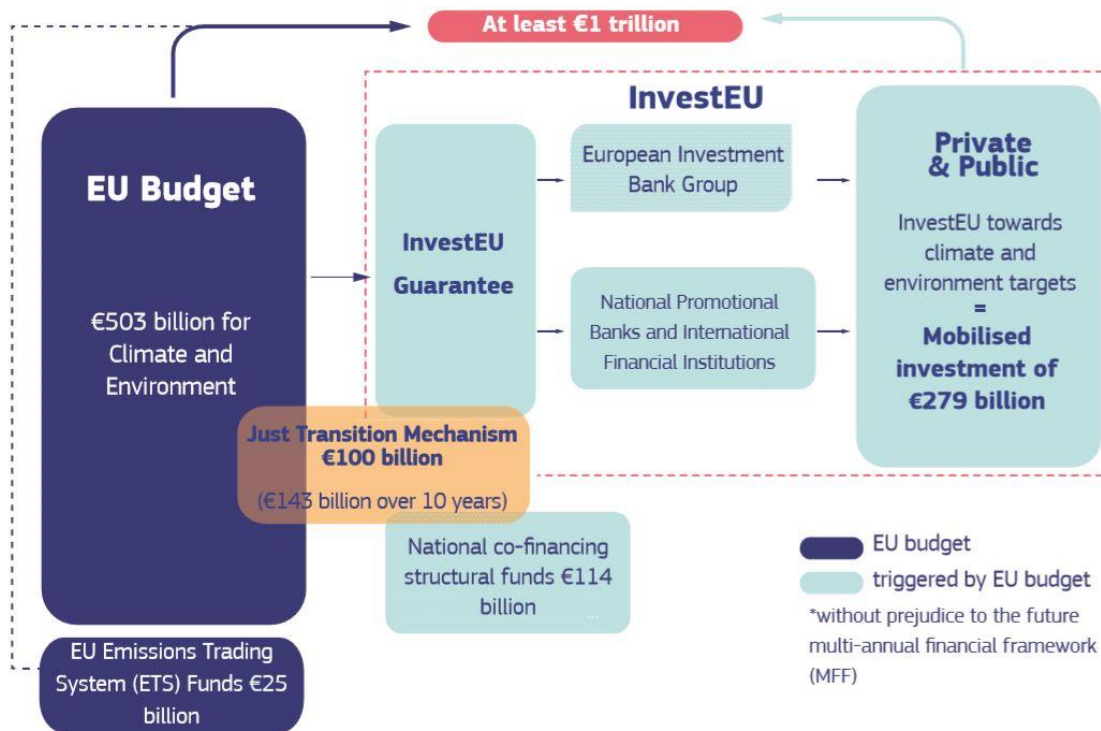 At least €1 trillion
EU Budget
€503 billion for
Climate and
Environment
InvestEU
InvestEU
Guarantee
European Investment
Bank Group
National Promotional
Banks and International
Financial Institutions
Private
& Public
InvestEU towards
climate and
environment targets
=
Mobilised
investment of
€279 billion
Just Transition Mechanism
€100 billion
(€143 billion over 10 years)
National co-financing
structural funds €114
billion
...
EU Emissions Trading
System (ETS) Funds €25
billion
EU budget
triggered by EU budget
*without prejudice to the future
multi-annual financial framework
(MFF)